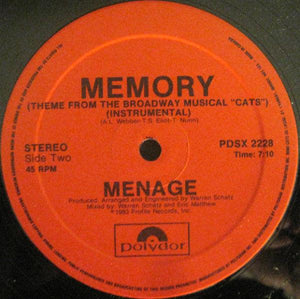 MEMORY
(THEME FROM THE BROADWAY MUSICAL "CATS")
(INSTRUMENTAL)
(A.L. Webber-T.S. Eliot-T. Nunn)
STEREO
Side Two
45 RPM
PDSX 2228
Time: 7:10
MENAGE
Produced, Arranged and Engineered by Warren Schatz
Mixed by: Warren Schatz and Eric Matthew
℗1983 Profile Records, Inc.
polydor